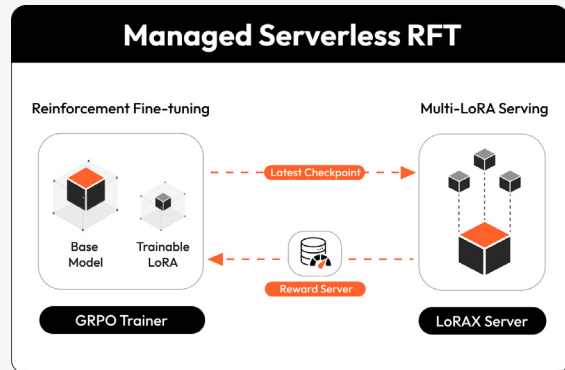 Managed Serverless RFT
Reinforcement Fine-tuning
Multi-LoRA Serving
Latest Checkpoint
Base
Model
Trainable
LoRA
Reward Server
GRPO Trainer
LoRAX Server